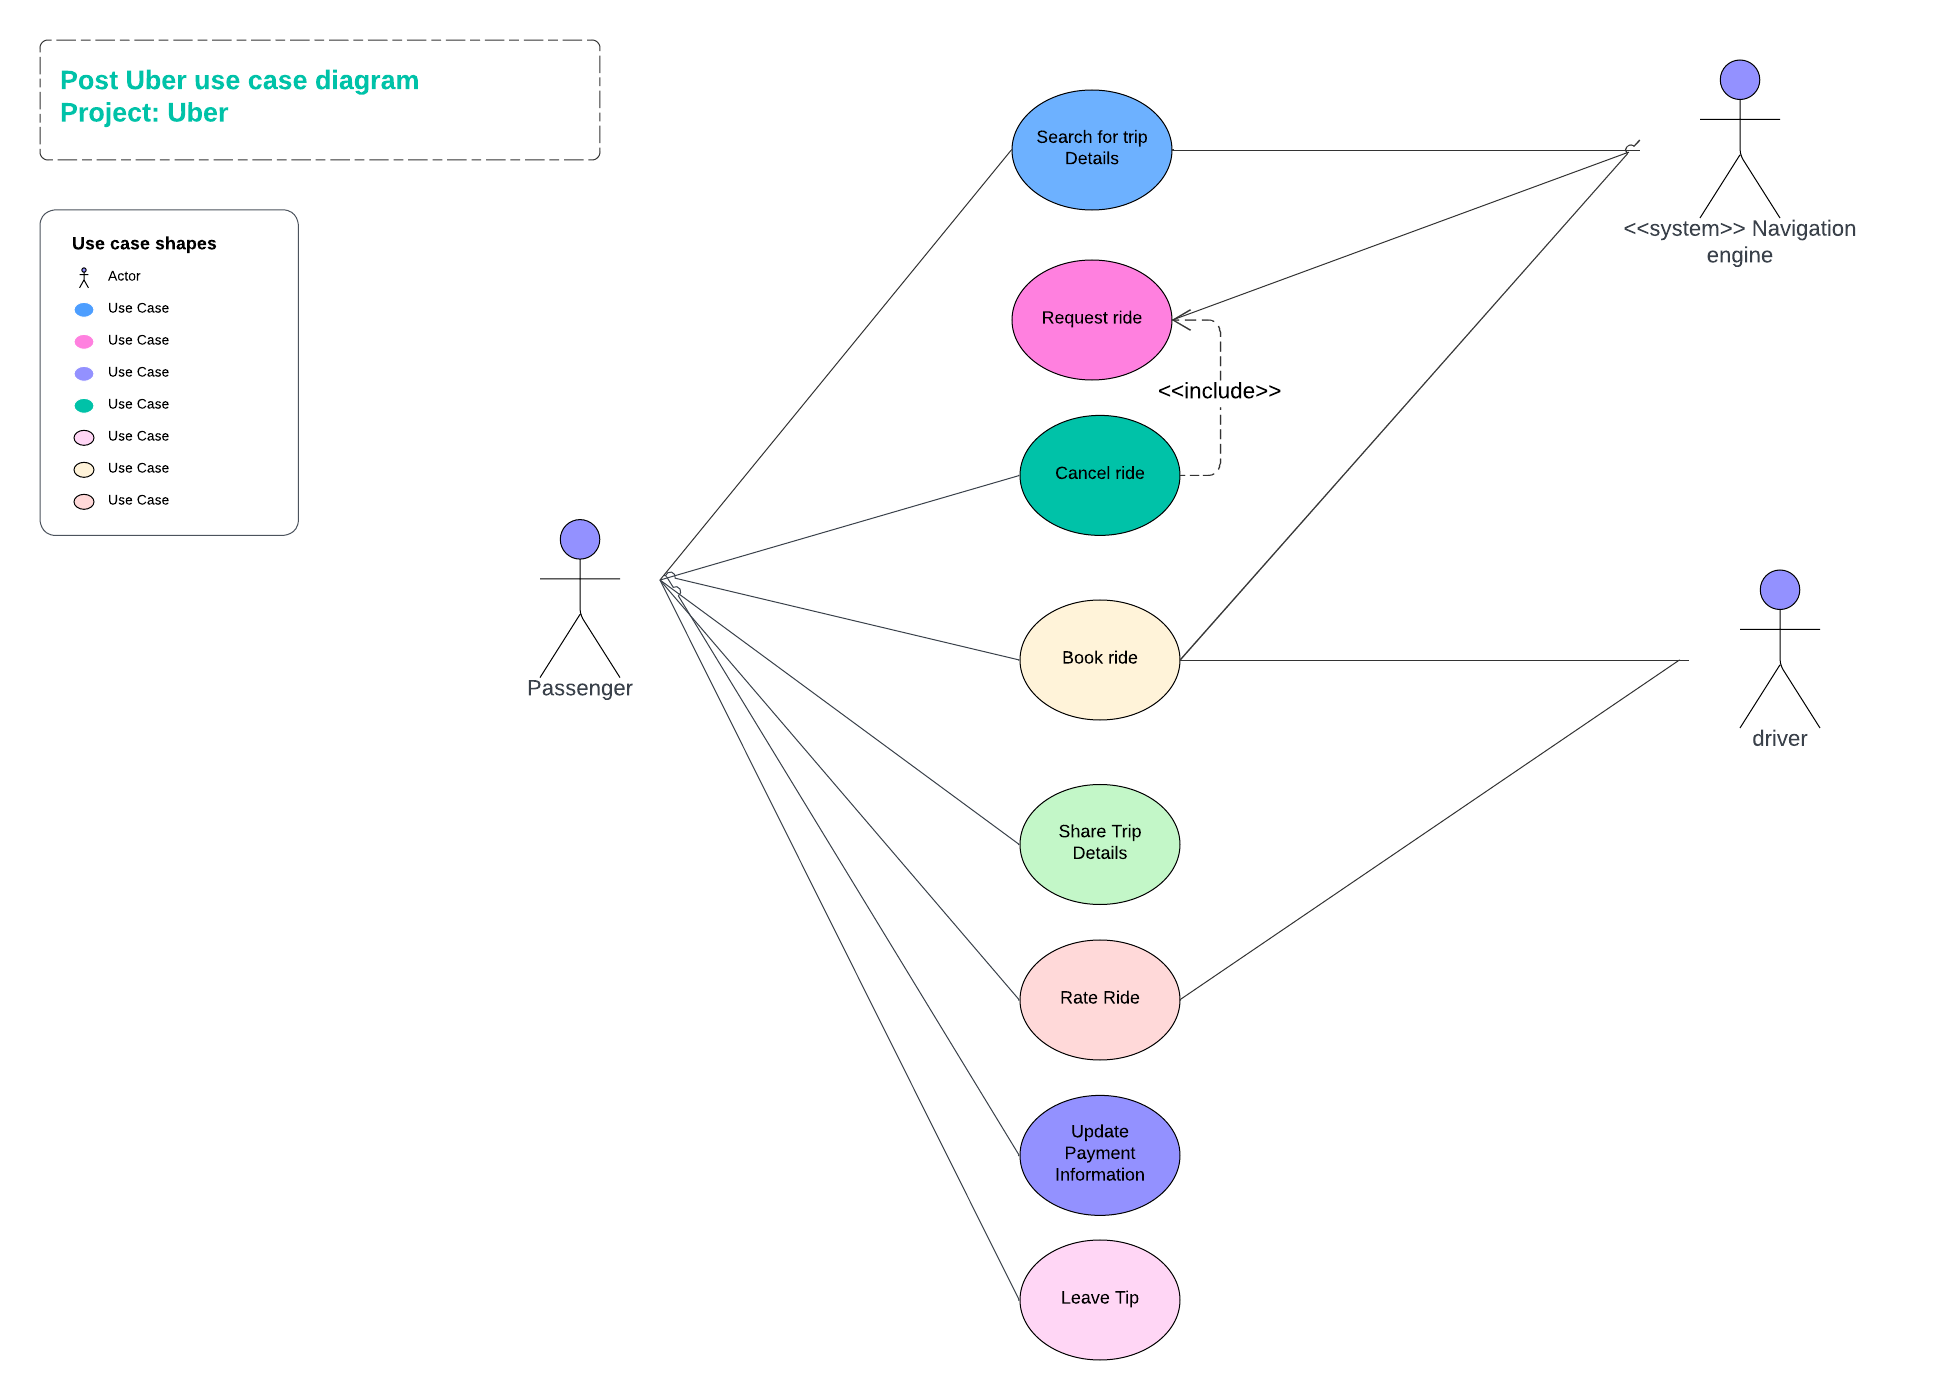 Post Uber use case diagram
Project: Uber
Use case shapes
Actor
Use Case
Use Case
Use Case
Use Case
Use Case
Use Case
Use Case
Search for trip
Details
<<system>> Navigation
engine
Request ride
<<include>>
Cancel ride
Passenger
Book ride
driver
Share Trip
Details
Rate Ride
Update
Payment
Information
Leave Tip